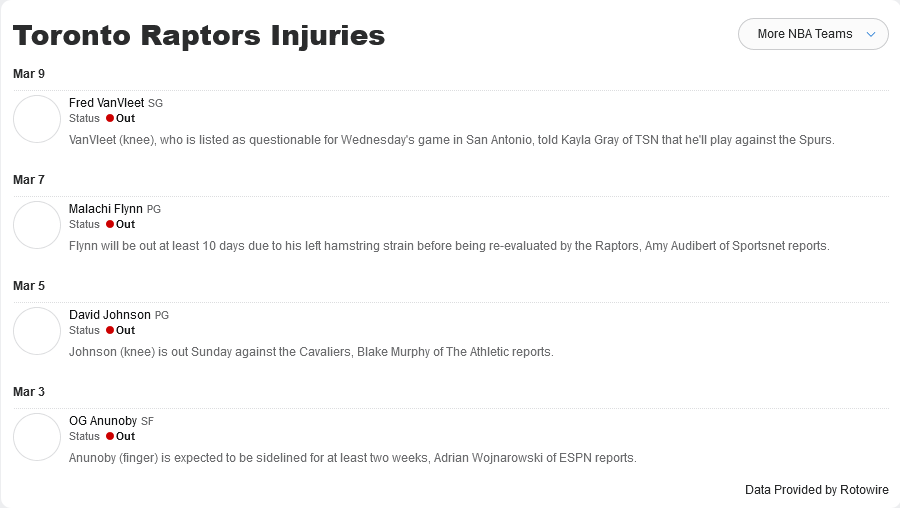 Toronto Raptors Injuries
More NBA Teams
Mar 9
Fred VanVleet SG
Status Out
VanVleet (knee), who is listed as questionable for Wednesday's game in San Antonio, told Kayla Gray of TSN that he'll play against the Spurs.
Mar 7
Malachi Flynn PG
Status Out
Flynn will be out at least 10 days due to his left hamstring strain before being re-evaluated by the Raptors, Amy Audibert of Sportsnet reports.
Mar 5
David Johnson PG
Status Out
Johnson (knee) is out Sunday against the Cavaliers, Blake Murphy of The Athletic reports.
Mar 3
OG Anunoby SF
Status Out
Anunoby (finger) is expected to be sidelined for at least two weeks, Adrian Wojnarowski of ESPN reports.
Data Provided by Rotowire